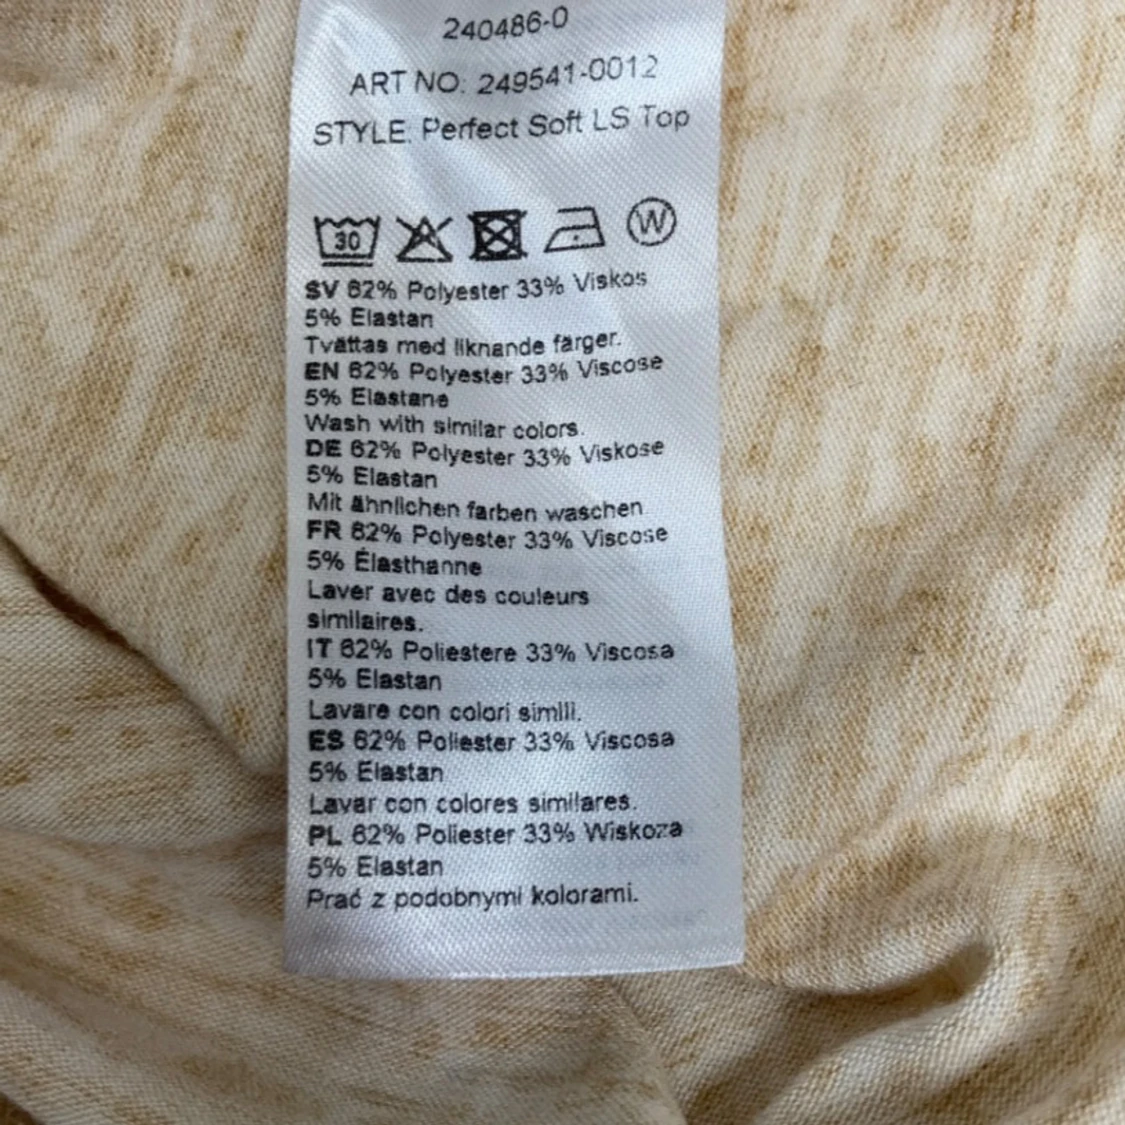 240486-0
ART NO: 249541-0012
STYLE: Perfect Soft LS Top
30 W
SV 62% Polyester 33% Viskos
5% Elastan
Tvättas med liknande färger.
EN 62% Polyester 33% Viscose
5% Elastane
Wash with similar colors.
DE 62% Polyester 33% Viskose
5% Elastan
Mit ähnlichen farben waschen
FR 62% Polyester 33% Viscose
5% Élasthanne
Laver avec des couleurs
similaires.
IT 62% Poliestere 33% Viscosa
5% Elastan
Lavare con colori simili.
ES 62% Poliester 33% Viscosa
5% Elastan
Lavar con colores similares.
PL 62% Poliester 33% Wiskoza
5% Elastan
Prać z podobnymi kolorami.